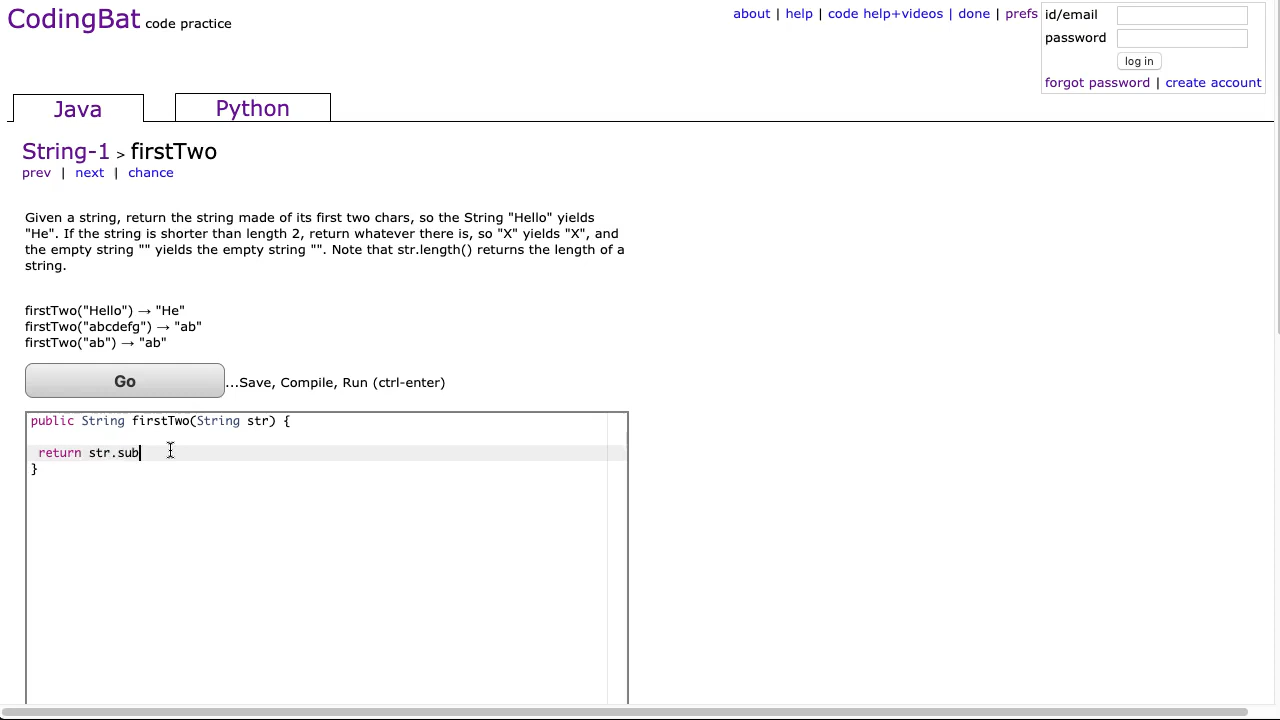 CodingBat code practice
about | help | code help+videos | done | prefs
id/email
password
log in
forgot password | create account
Java
Python
String-1 > firstTwo
prev | next | chance
Given a string, return the string made of its first two chars, so the String "Hello" yields
"He". If the string is shorter than length 2, return whatever there is, so "X" yields "X", and
the empty string "" yields the empty string "". Note that str.length() returns the length of a
string.
firstTwo("Hello") → "He"
firstTwo("abcdefg") → "ab"
firstTwo("ab") → "ab"
Go
...Save, Compile, Run (ctrl-enter)
public String firstTwo(String str) {
return str.sub
}